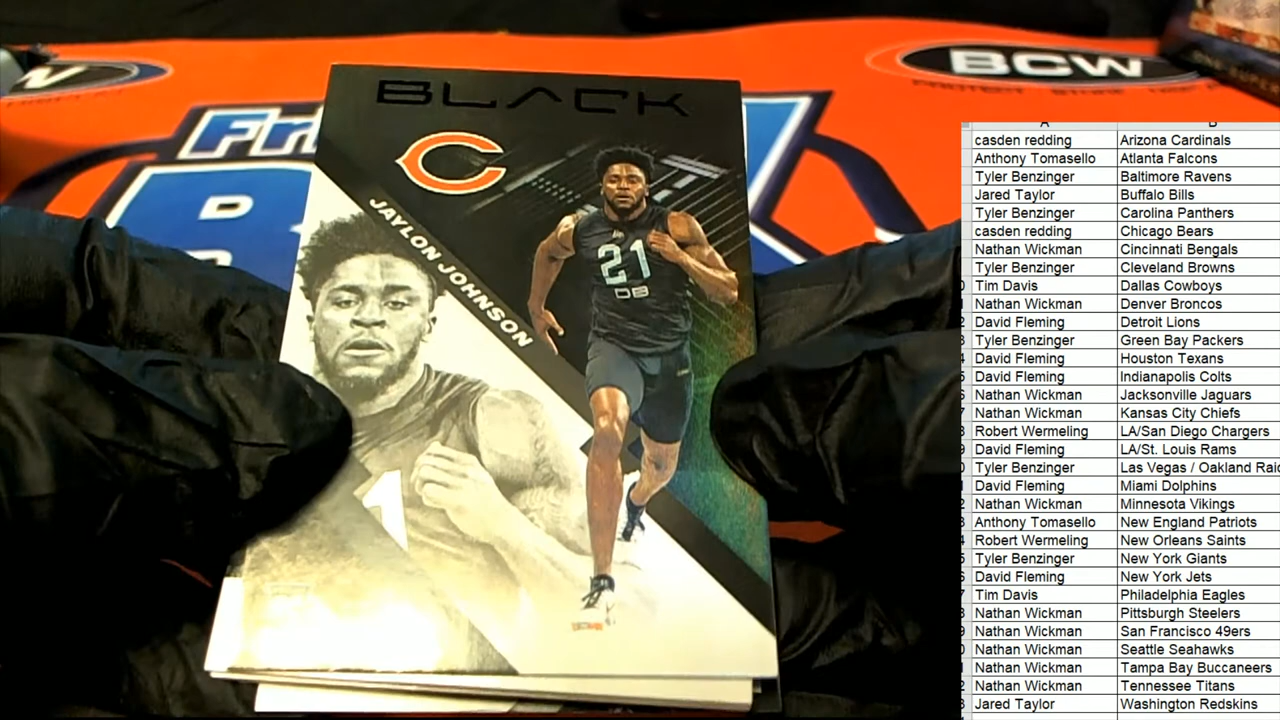 BCW
BLACK
C
JAYLON JOHNSON
21
DB
Fr
A B
casden redding Arizona Cardinals
Anthony Tomasello Atlanta Falcons
Tyler Benzinger Baltimore Ravens
Jared Taylor Buffalo Bills
Tyler Benzinger Carolina Panthers
casden redding Chicago Bears
Nathan Wickman Cincinnati Bengals
Tyler Benzinger Cleveland Browns
Tim Davis Dallas Cowboys
Nathan Wickman Denver Broncos
David Fleming Detroit Lions
Tyler Benzinger Green Bay Packers
David Fleming Houston Texans
David Fleming Indianapolis Colts
Nathan Wickman Jacksonville Jaguars
Nathan Wickman Kansas City Chiefs
Robert Wermeling LA/San Diego Chargers
David Fleming LA/St. Louis Rams
Tyler Benzinger Las Vegas / Oakland Raid
David Fleming Miami Dolphins
Nathan Wickman Minnesota Vikings
Anthony Tomasello New England Patriots
Robert Wermeling New Orleans Saints
Tyler Benzinger New York Giants
David Fleming New York Jets
Tim Davis Philadelphia Eagles
Nathan Wickman Pittsburgh Steelers
Nathan Wickman San Francisco 49ers
Nathan Wickman Seattle Seahawks
Nathan Wickman Tampa Bay Buccaneers
Nathan Wickman Tennessee Titans
Jared Taylor Washington Redskins